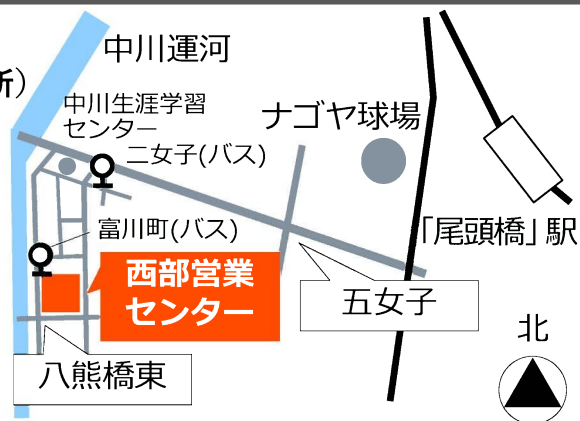 中川運河
所）
中川生涯学習
センター
ナゴヤ球場
二女子(バス)
富川町(バス)
「尾頭橋」駅
西部営業
センター
五女子
北
八熊橋東